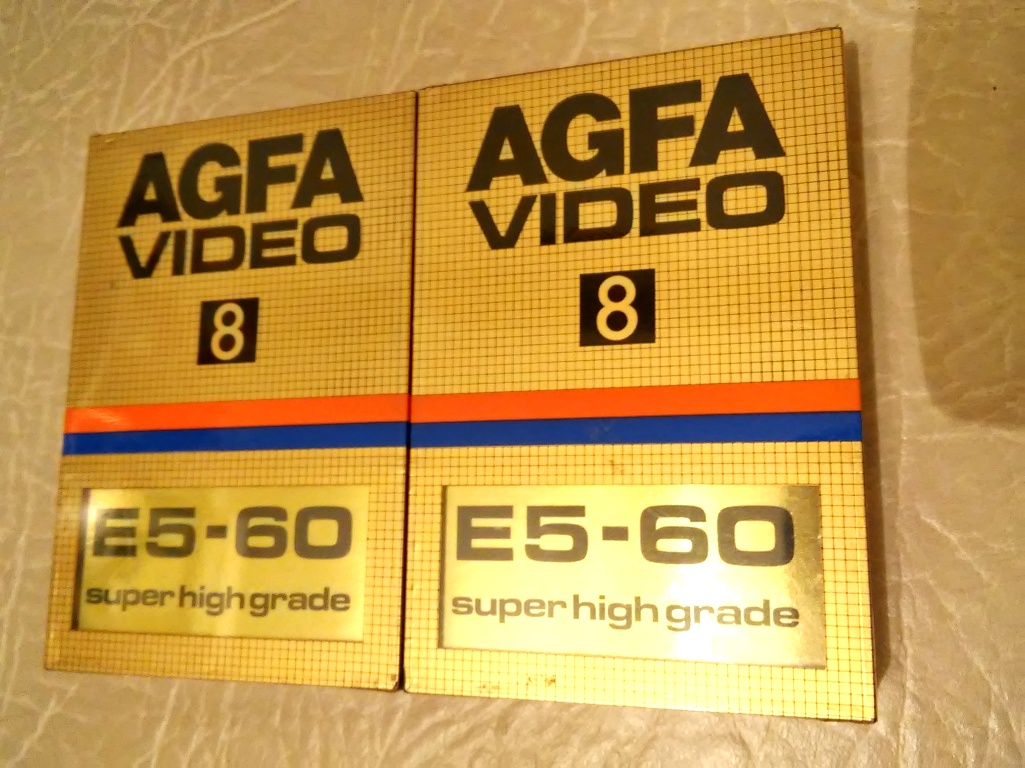 AGFA
VIDEO
8
E5-60
super high grade
AGFA
VIDEO
8
E5-60
super high grade